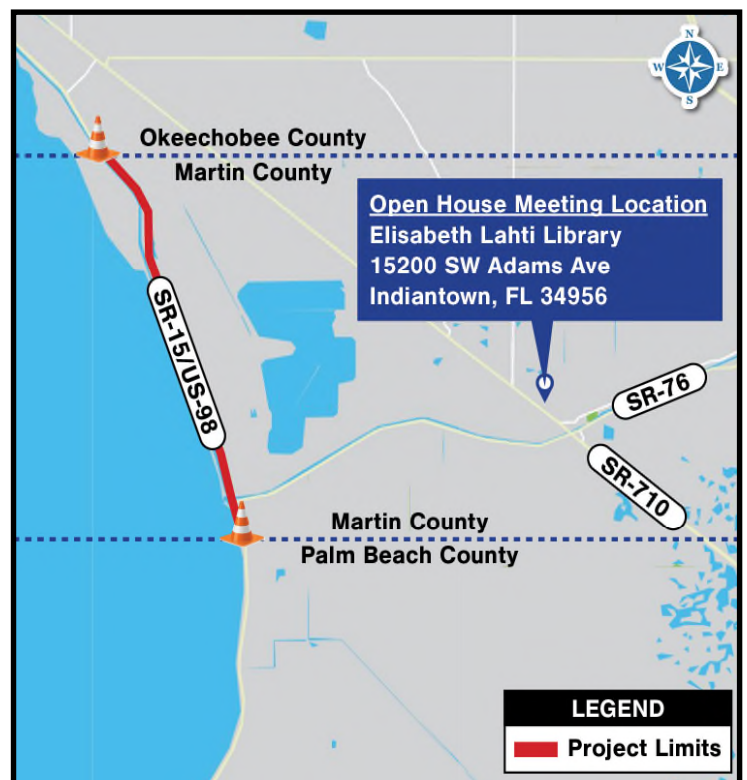 N
W E
S
Okeechobee County
Martin County
Open House Meeting Location
Elisabeth Lahti Library
15200 SW Adams Ave
Indiantown, FL 34956
SR-15/US-98
SR-76
SR-710
Martin County
Palm Beach County
LEGEND
Project Limits